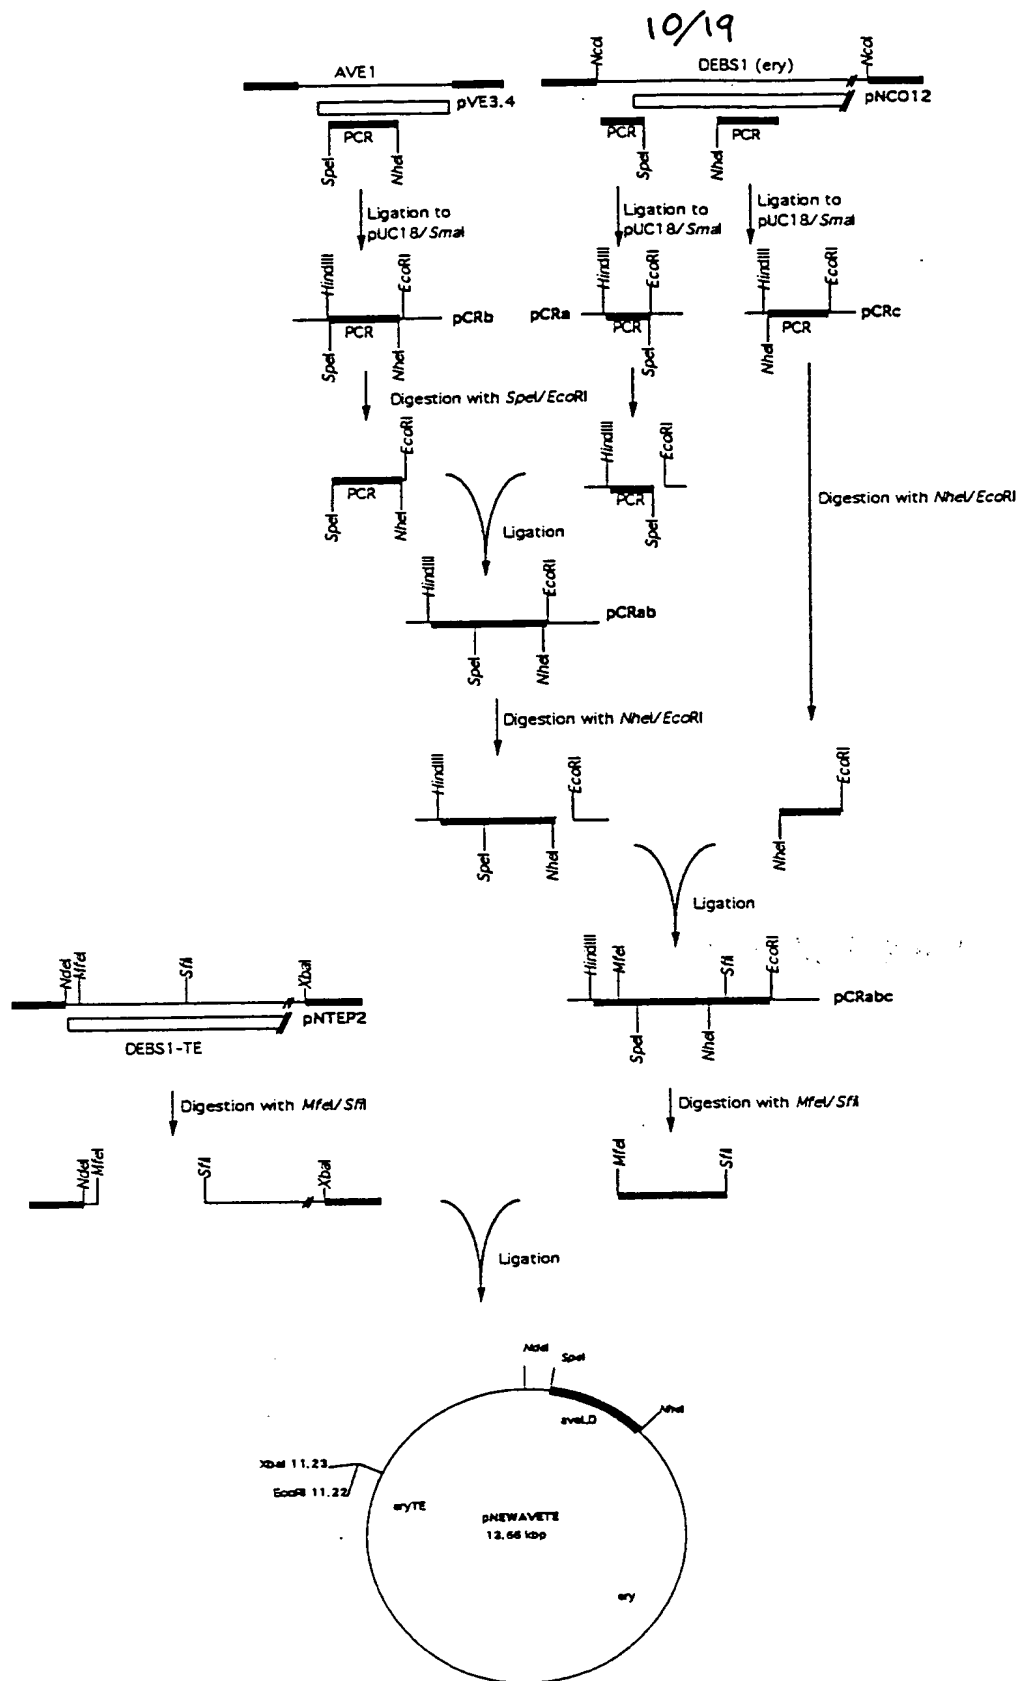 10/19
AVE1
pVE3.4
PCR
SpeI
NheI
NcoI
DEBS1 (ery)
NcoI
pNCO12
PCR
SpeI
PCR
NheI
Ligation to
pUC18/SmaI
Ligation to
pUC18/SmaI
Ligation to
pUC18/SmaI
HindIII
EcoRI
PCR
pCRb
SpeI
NheI
HindIII
EcoRI
pCRa
PCR
SpeI
HindIII
EcoRI
pCRc
PCR
NheI
Digestion with SpeI/EcoRI
EcoRI
PCR
SpeI
NheI
HindIII
EcoRI
PCR
SpeI
Digestion with NheI/EcoRI
Ligation
HindIII
EcoRI
pCRab
SpeI
NheI
Digestion with NheI/EcoRI
HindIII
EcoRI
SpeI
NheI
EcoRI
NheI
Ligation
NdeI
MfeI
SfiI
XbaI
pNTEP2
DEBS1-TE
HindIII
MfeI
SfiI
EcoRI
pCRabc
SpeI
NheI
Digestion with MfeI/SfiI
Digestion with MfeI/SfiI
NdeI
MfeI
SfiI
XbaI
MfeI
SfiI
Ligation
NdeI
SpeI
aveLD
NheI
XbaI 11.23
EcoRI 11.22
eryTE
pNEWAVETE
13.66 kbp
ery